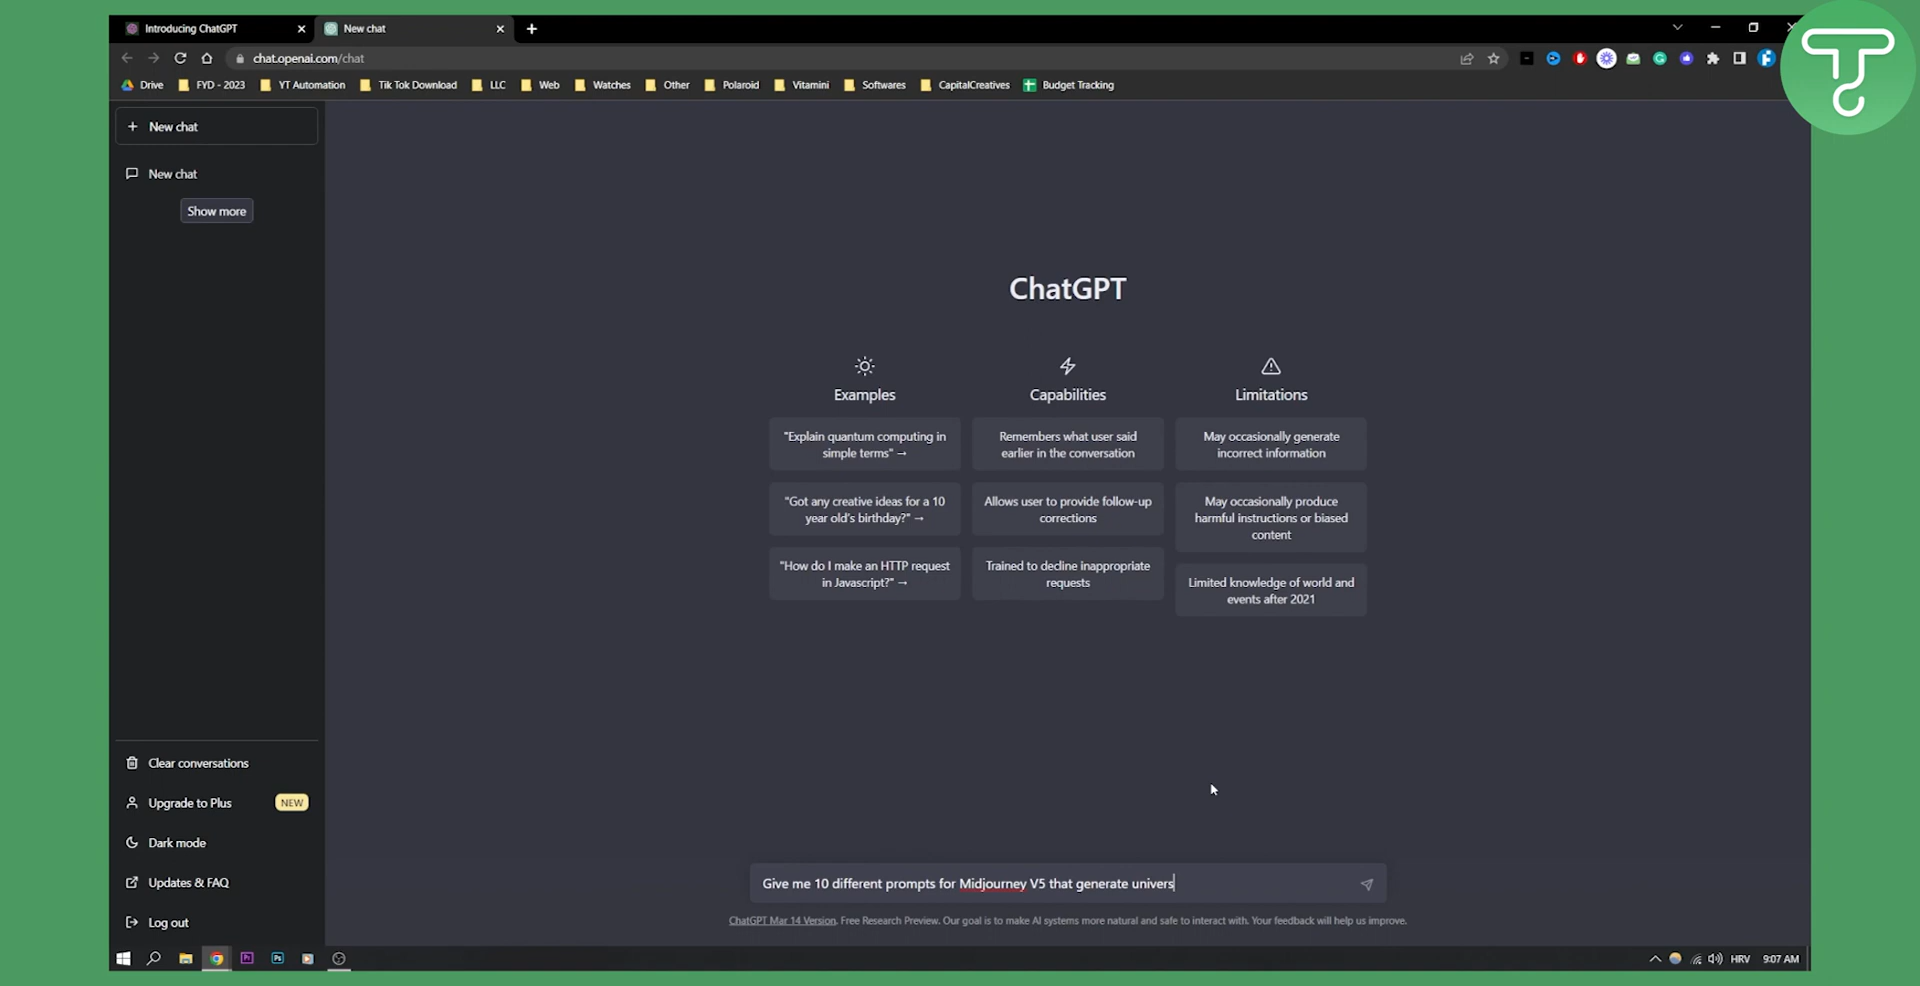 Introducing ChatGPT
New chat
chat.openai.com/chat
Drive FYD - 2023 YT Automation Tik Tok Download LLC Web Watches Other Polaroid Vitamini Softwares CapitalCreatives Budget Tracking
New chat
New chat
Show more
ChatGPT
Examples
Capabilities
Limitations
"Explain quantum computing in
simple terms" →
Remembers what user said
earlier in the conversation
May occasionally generate
incorrect information
"Got any creative ideas for a 10
year old's birthday?" →
Allows user to provide follow-up
corrections
May occasionally produce
harmful instructions or biased
content
"How do I make an HTTP request
in Javascript?" →
Trained to decline inappropriate
requests
Limited knowledge of world and
events after 2021
Clear conversations
Upgrade to Plus NEW
Dark mode
Updates & FAQ
Log out
Give me 10 different prompts for Midjourney V5 that generate univers
ChatGPT Mar 14 Version. Free Research Preview. Our goal is to make AI systems more natural and safe to interact with. Your feedback will help us improve.
Pr
Ps
HRV 9:07 AM